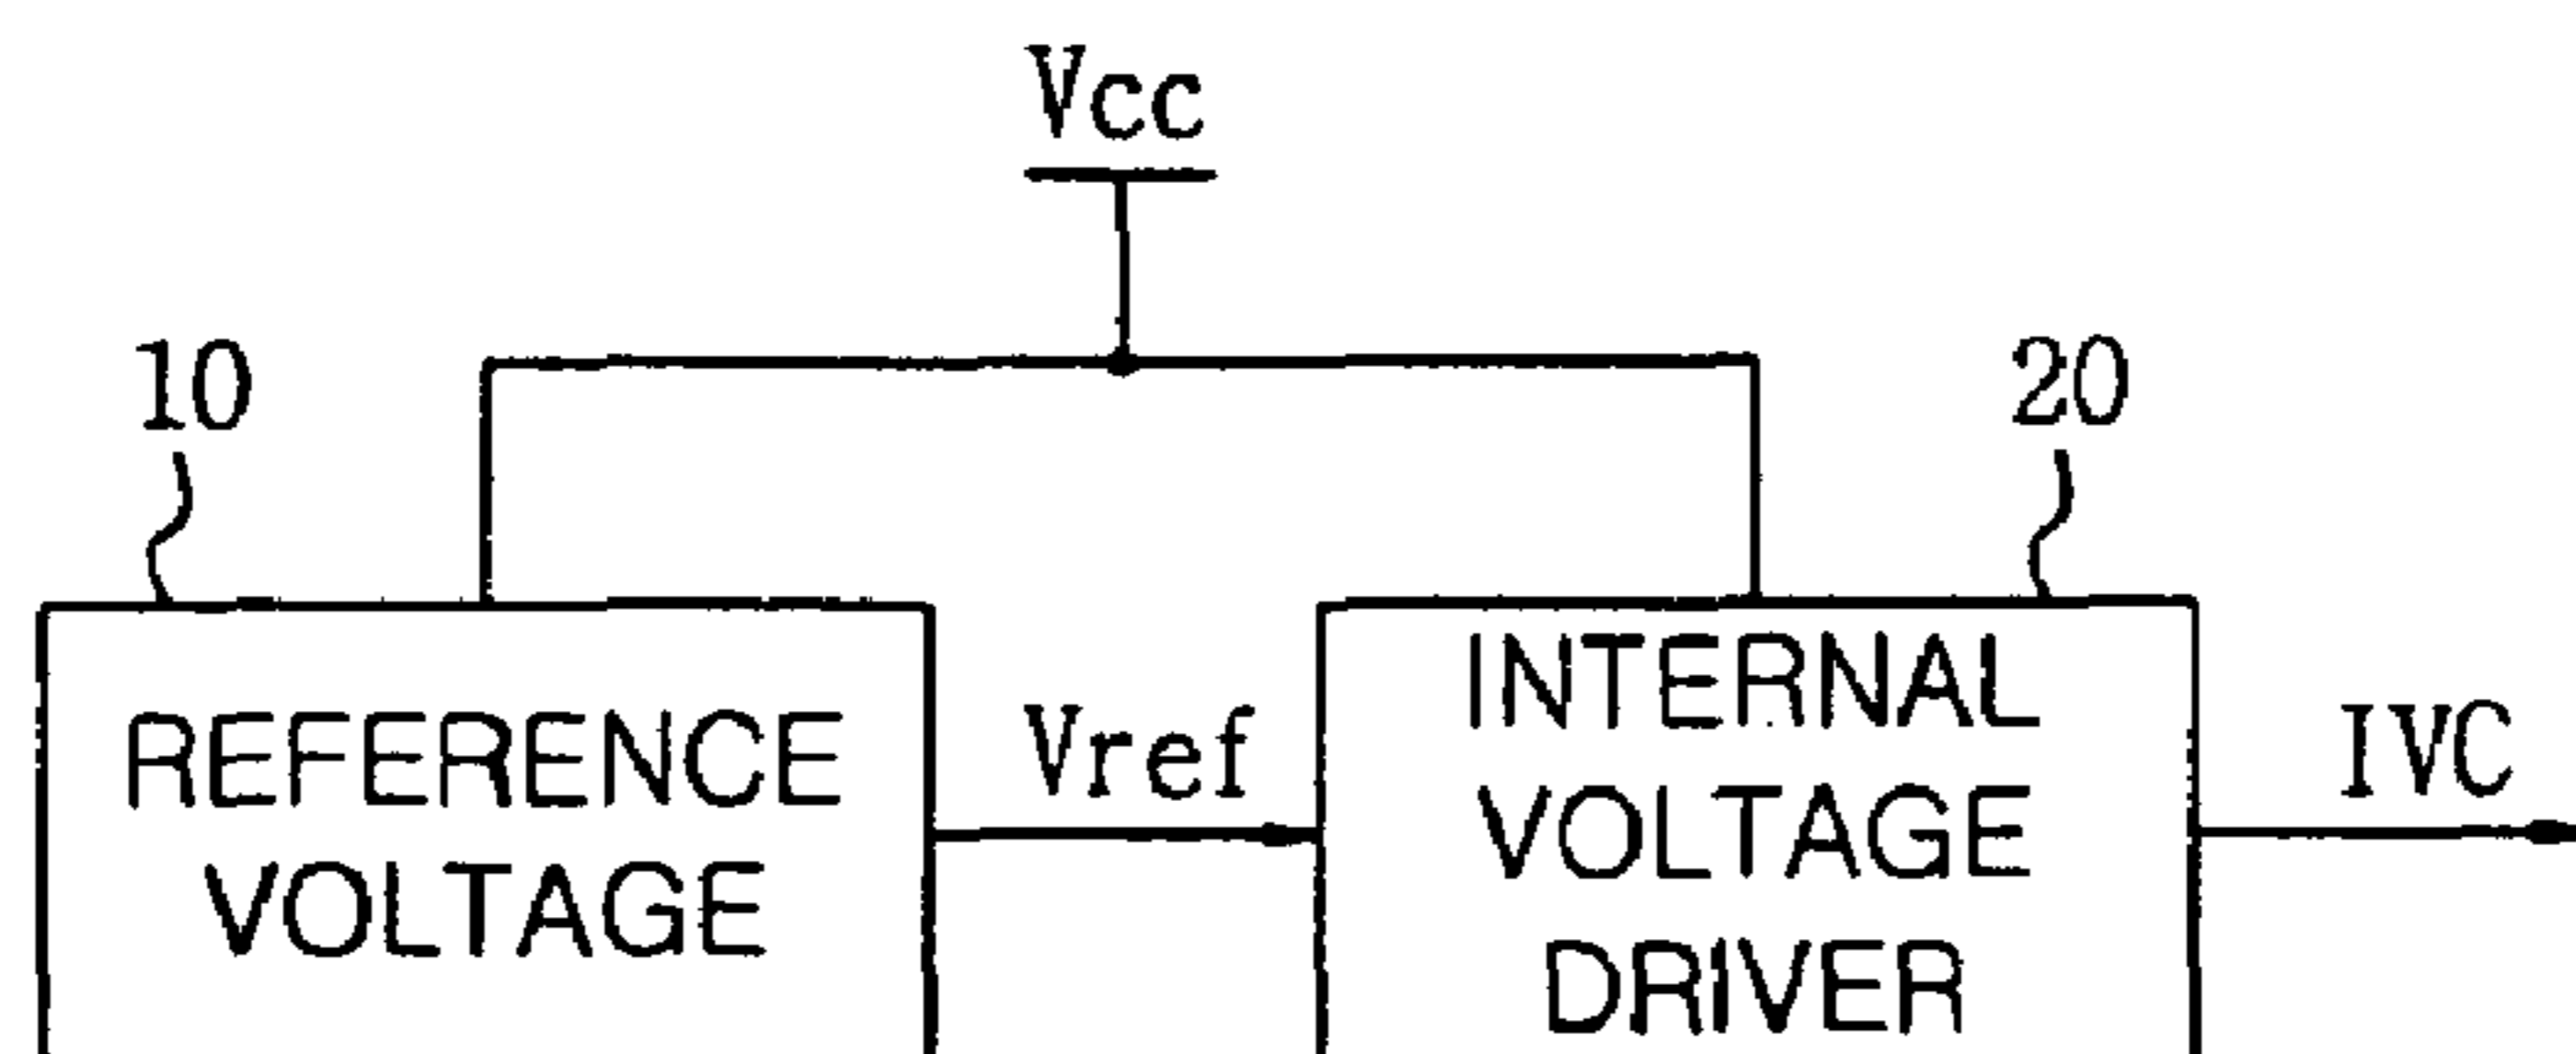 Vcc
10
20
REFERENCE
VOLTAGE
Vref
INTERNAL
VOLTAGE
DRIVER
IVC